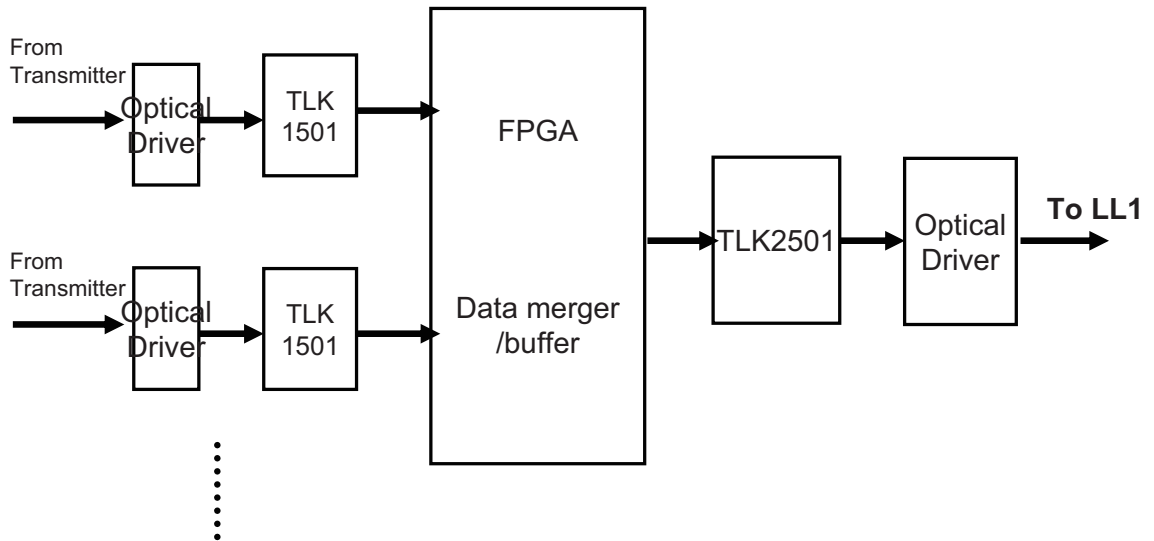 From
Transmitter
Optical
Driver
TLK
1501
FPGA
From
Transmitter
Optical
Driver
TLK
1501
Data merger
/buffer
TLK2501
Optical
Driver
To LL1